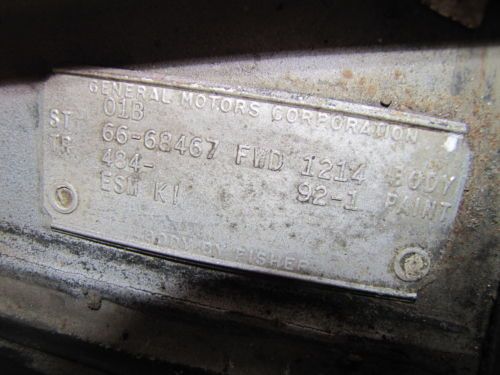 GENERAL MOTORS CORPORATION
01B
ST 66-68467 FWD 1214 BODY
TR 484- 92-1 PAINT
ESW K1
BODY BY FISHER